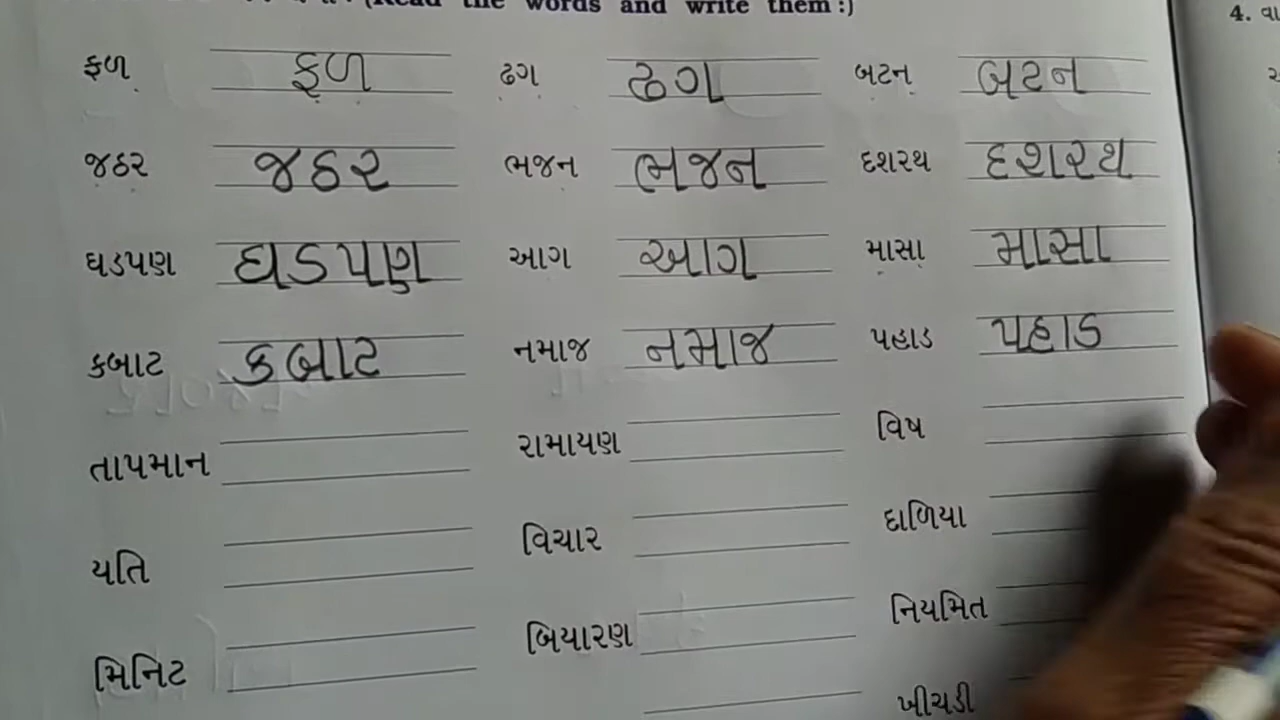 (Read the words and write them :)
4. વા
ફળ ફળ ઢગ ઢગ બટન બટન
જઠર જઠર ભજન ભજન દશરથ દશરથ
ઘડપણ ઘડપણ આગ આગ માસા માસા
કબાટ કબાટ નમાજ નમાજ પહાડ પહાડ
તાપમાન રામાયણ વિષ
યતિ વિચાર દાળિયા
મિનિટ બિયારણ નિયમિત
ખીચડી